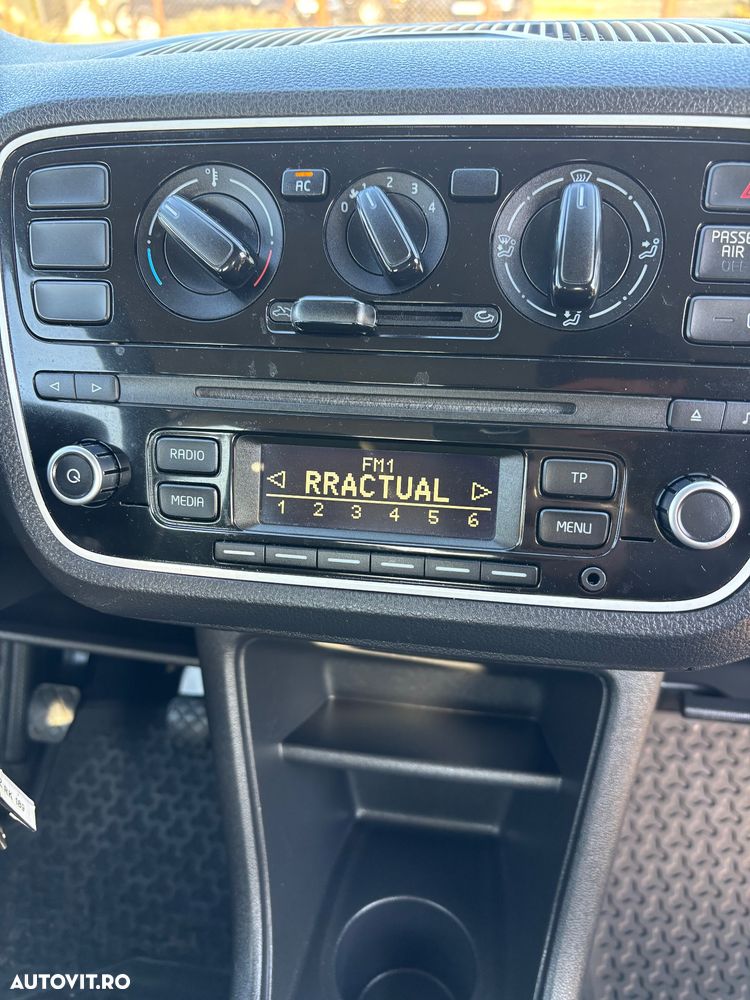 AC
0 1 2 3 4
PASSE
AIR
OFF
RADIO
MEDIA
FM1
RRACTUAL
1 2 3 4 5 6
TP
MENU
AUTOVIT.RO